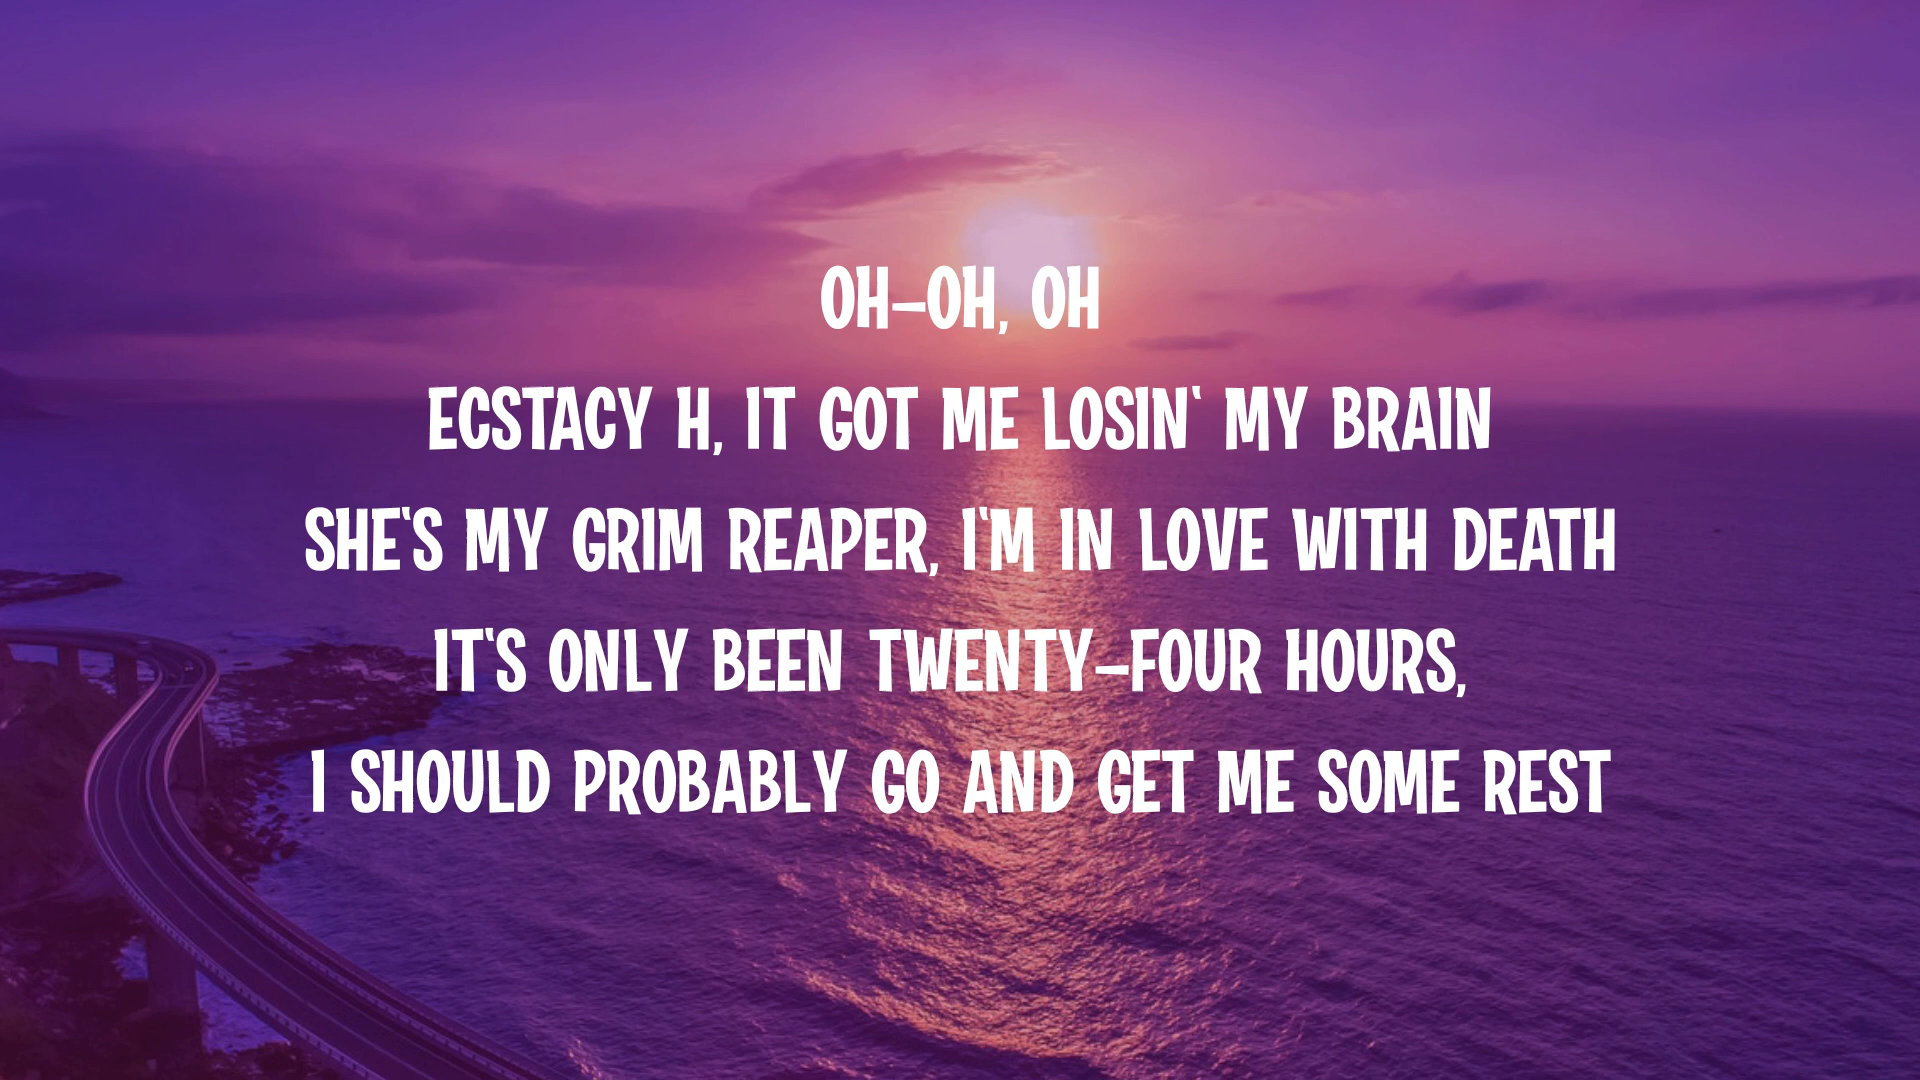 OH-OH, OH
ECSTACY H, IT GOT ME LOSIN' MY BRAIN
SHE'S MY GRIM REAPER, I'M IN LOVE WITH DEATH
IT'S ONLY BEEN TWENTY-FOUR HOURS,
I SHOULD PROBABLY GO AND GET ME SOME REST